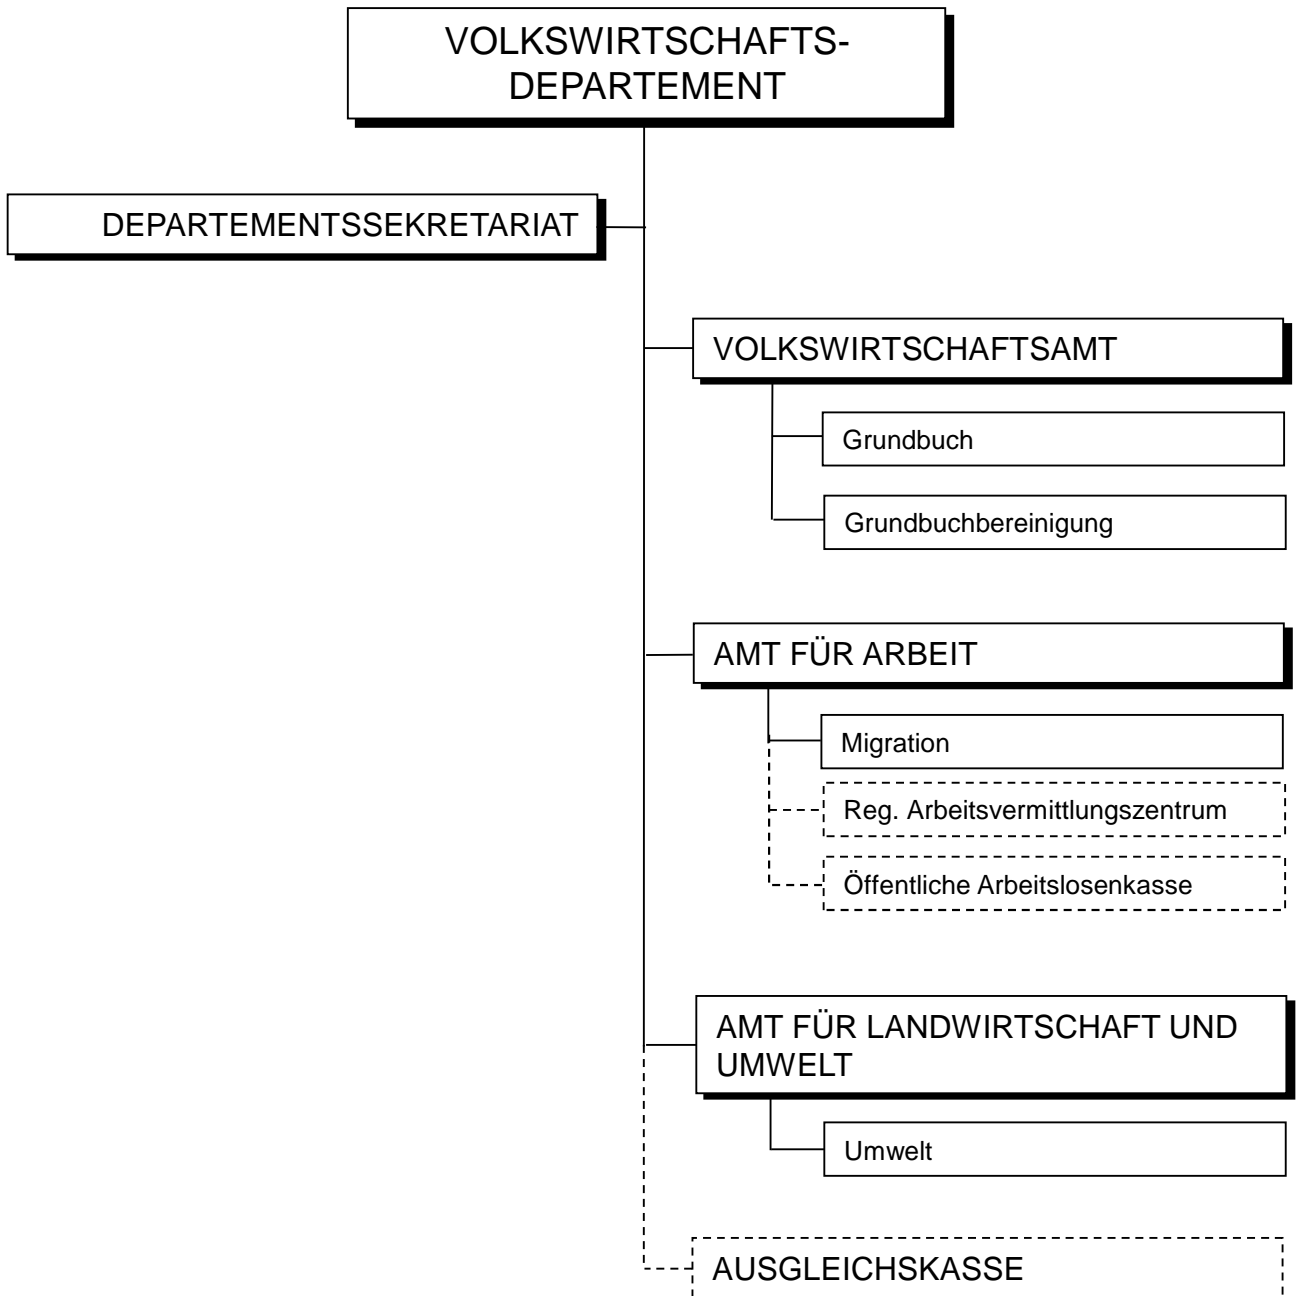 VOLKSWIRTSCHAFTS-
DEPARTEMENT
DEPARTEMENTSSEKRETARIAT
VOLKSWIRTSCHAFTSAMT
Grundbuch
Grundbuchbereinigung
AMT FÜR ARBEIT
Migration
Reg. Arbeitsvermittlungszentrum
Öffentliche Arbeitslosenkasse
AMT FÜR LANDWIRTSCHAFT UND
UMWELT
Umwelt
AUSGLEICHSKASSE